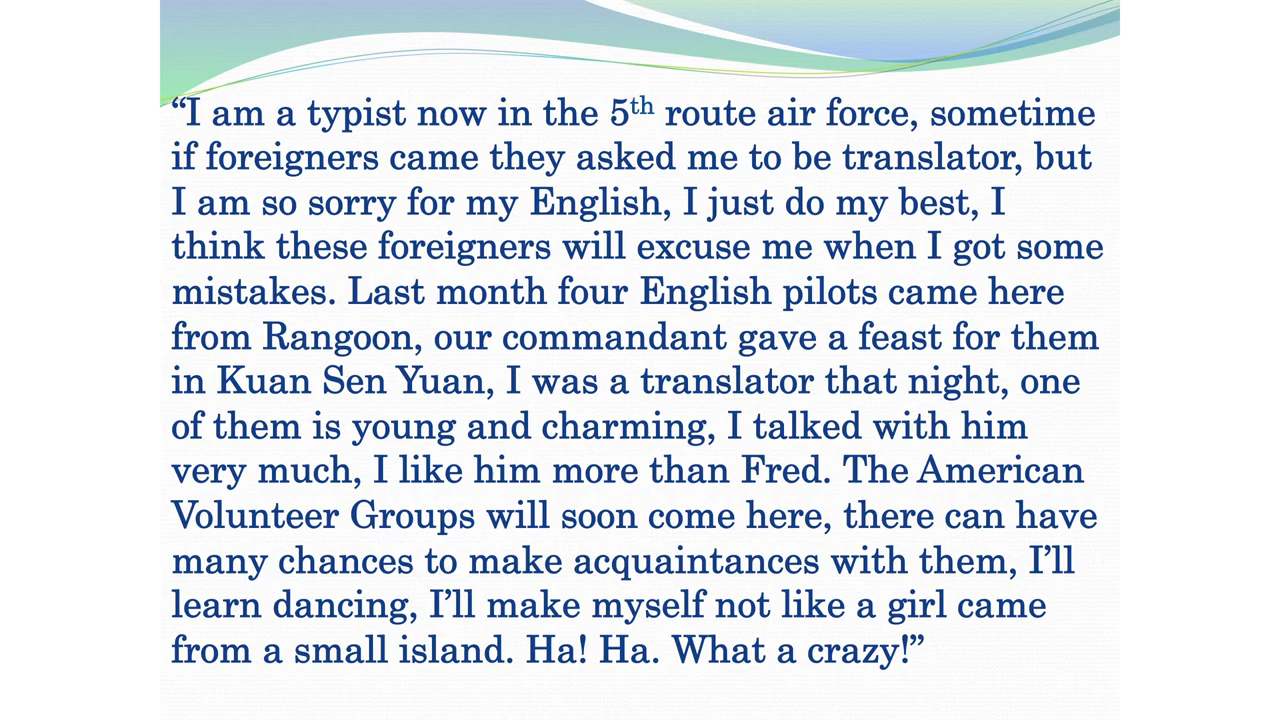 “I am a typist now in the 5th route air force, sometime
if foreigners came they asked me to be translator, but
I am so sorry for my English, I just do my best, I
think these foreigners will excuse me when I got some
mistakes. Last month four English pilots came here
from Rangoon, our commandant gave a feast for them
in Kuan Sen Yuan, I was a translator that night, one
of them is young and charming, I talked with him
very much, I like him more than Fred. The American
Volunteer Groups will soon come here, there can have
many chances to make acquaintances with them, I’ll
learn dancing, I’ll make myself not like a girl came
from a small island. Ha! Ha. What a crazy!”